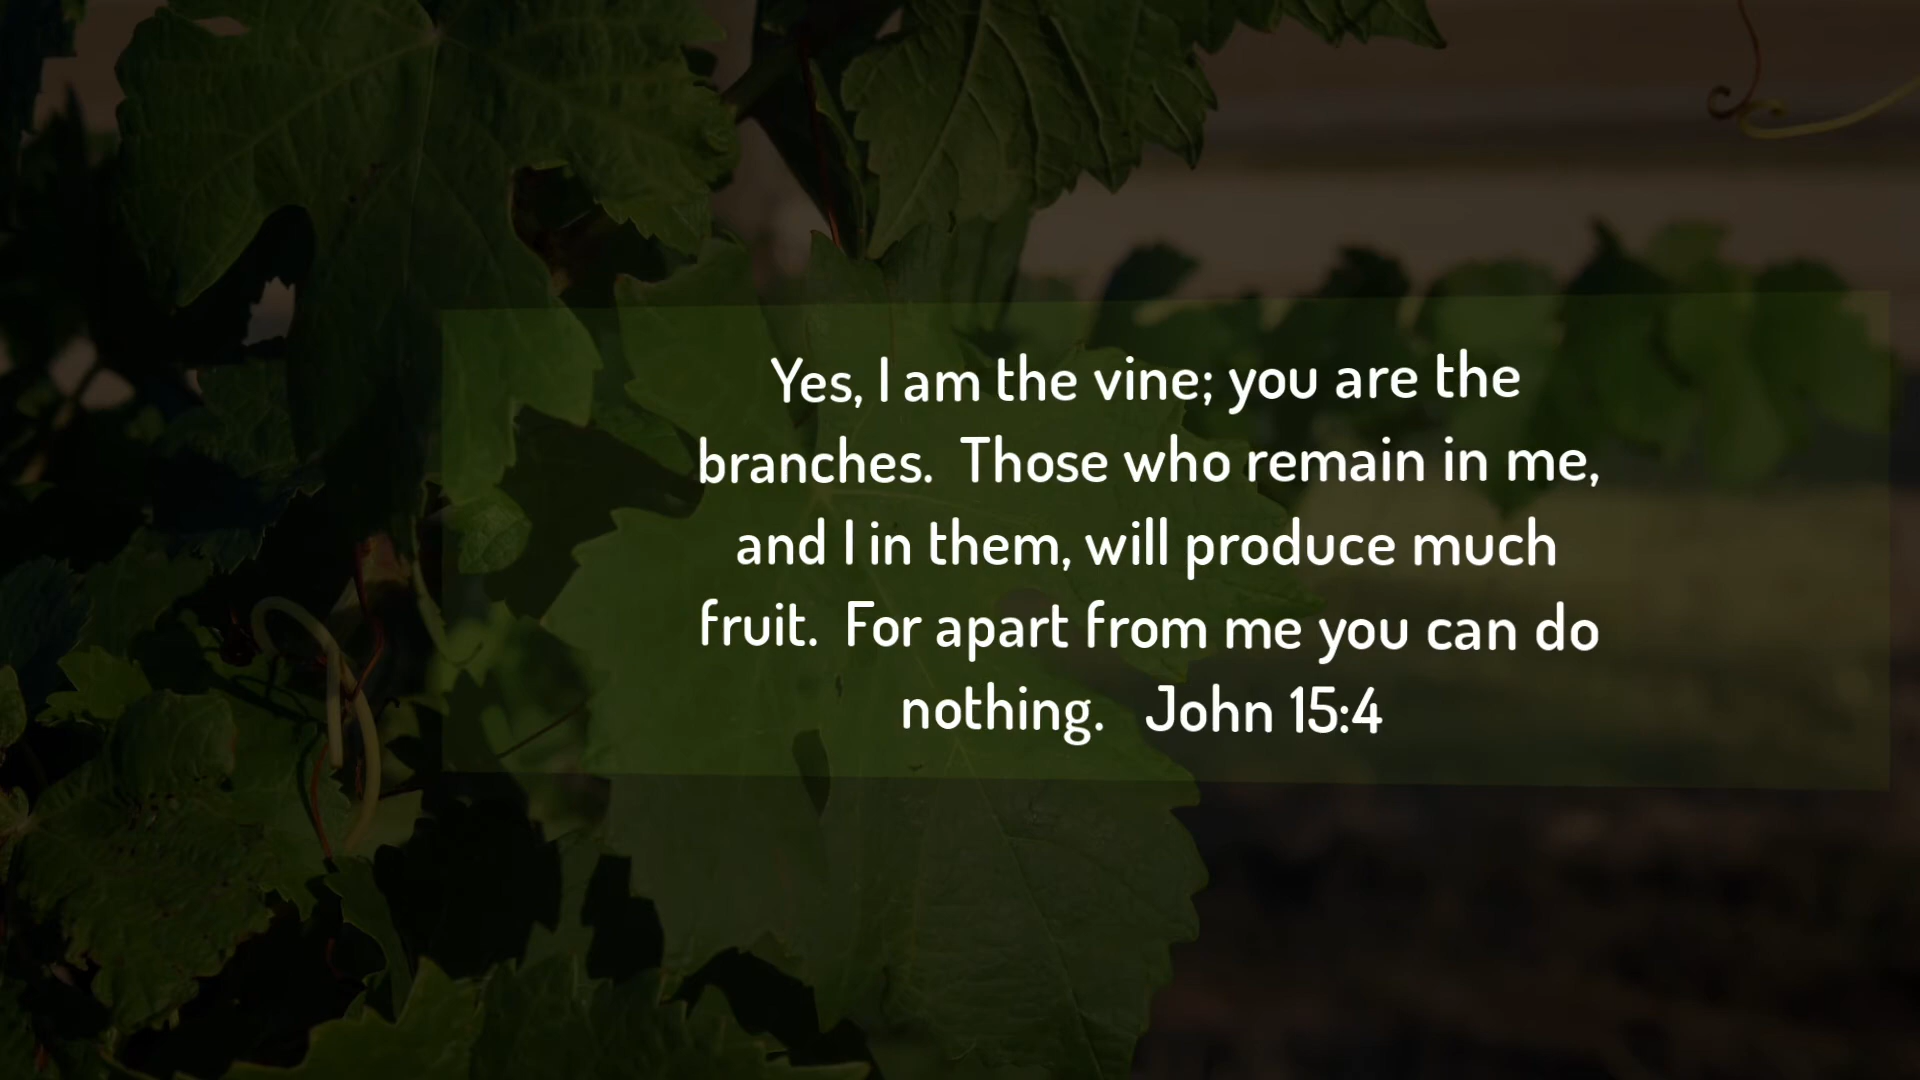 Yes, I am the vine; you are the
branches.  Those who remain in me,
and I in them, will produce much
fruit.  For apart from me you can do
nothing.   John 15:4